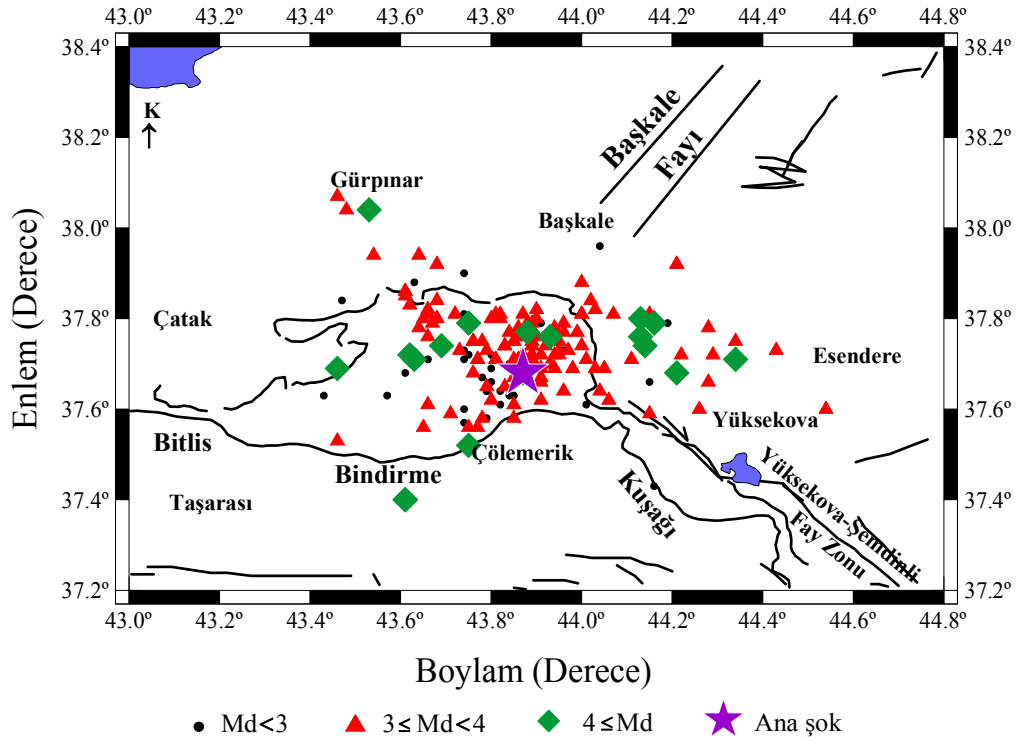 43.0º 43.2º 43.4º 43.6º 43.8º 44.0º 44.2º 44.4º 44.6º 44.8º
38.4º 38.4º
K
38.2º 38.2º
Başkale
Fayı
Gürpınar
38.0º 38.0º
Başkale
37.8º 37.8º
Çatak
Esendere
37.6º 37.6º
Yüksekova
Bitlis
Çölemerik
Bindirme
Kuşağı
Yüksekova-Şemdinli
Fay Zonu
Taşarası
37.4º 37.4º
37.2º 37.2º
43.0º 43.2º 43.4º 43.6º 43.8º 44.0º 44.2º 44.4º 44.6º 44.8º
Enlem (Derece)
Boylam (Derece)
Md<3 3≤Md<4 4≤Md Ana şok